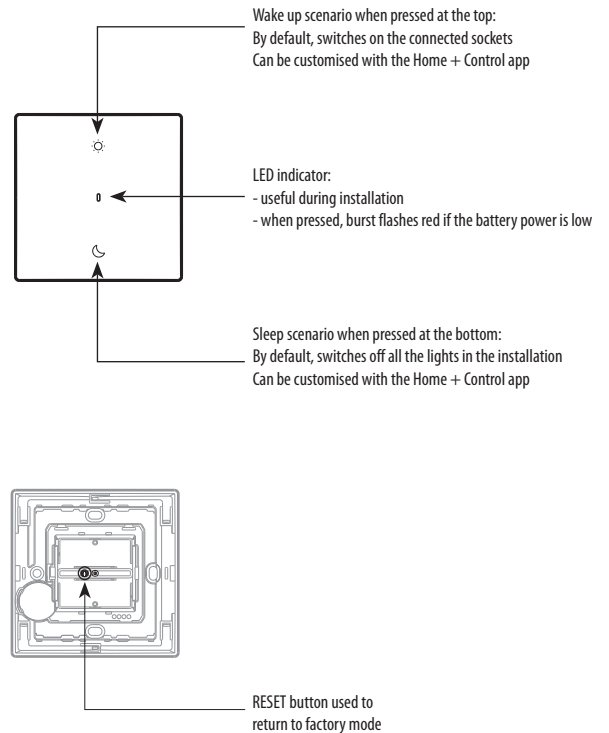 Wake up scenario when pressed at the top:
By default, switches on the connected sockets
Can be customised with the Home + Control app
LED indicator:
- useful during installation
- when pressed, burst flashes red if the battery power is low
Sleep scenario when pressed at the bottom:
By default, switches off all the lights in the installation
Can be customised with the Home + Control app
RESET button used to
return to factory mode